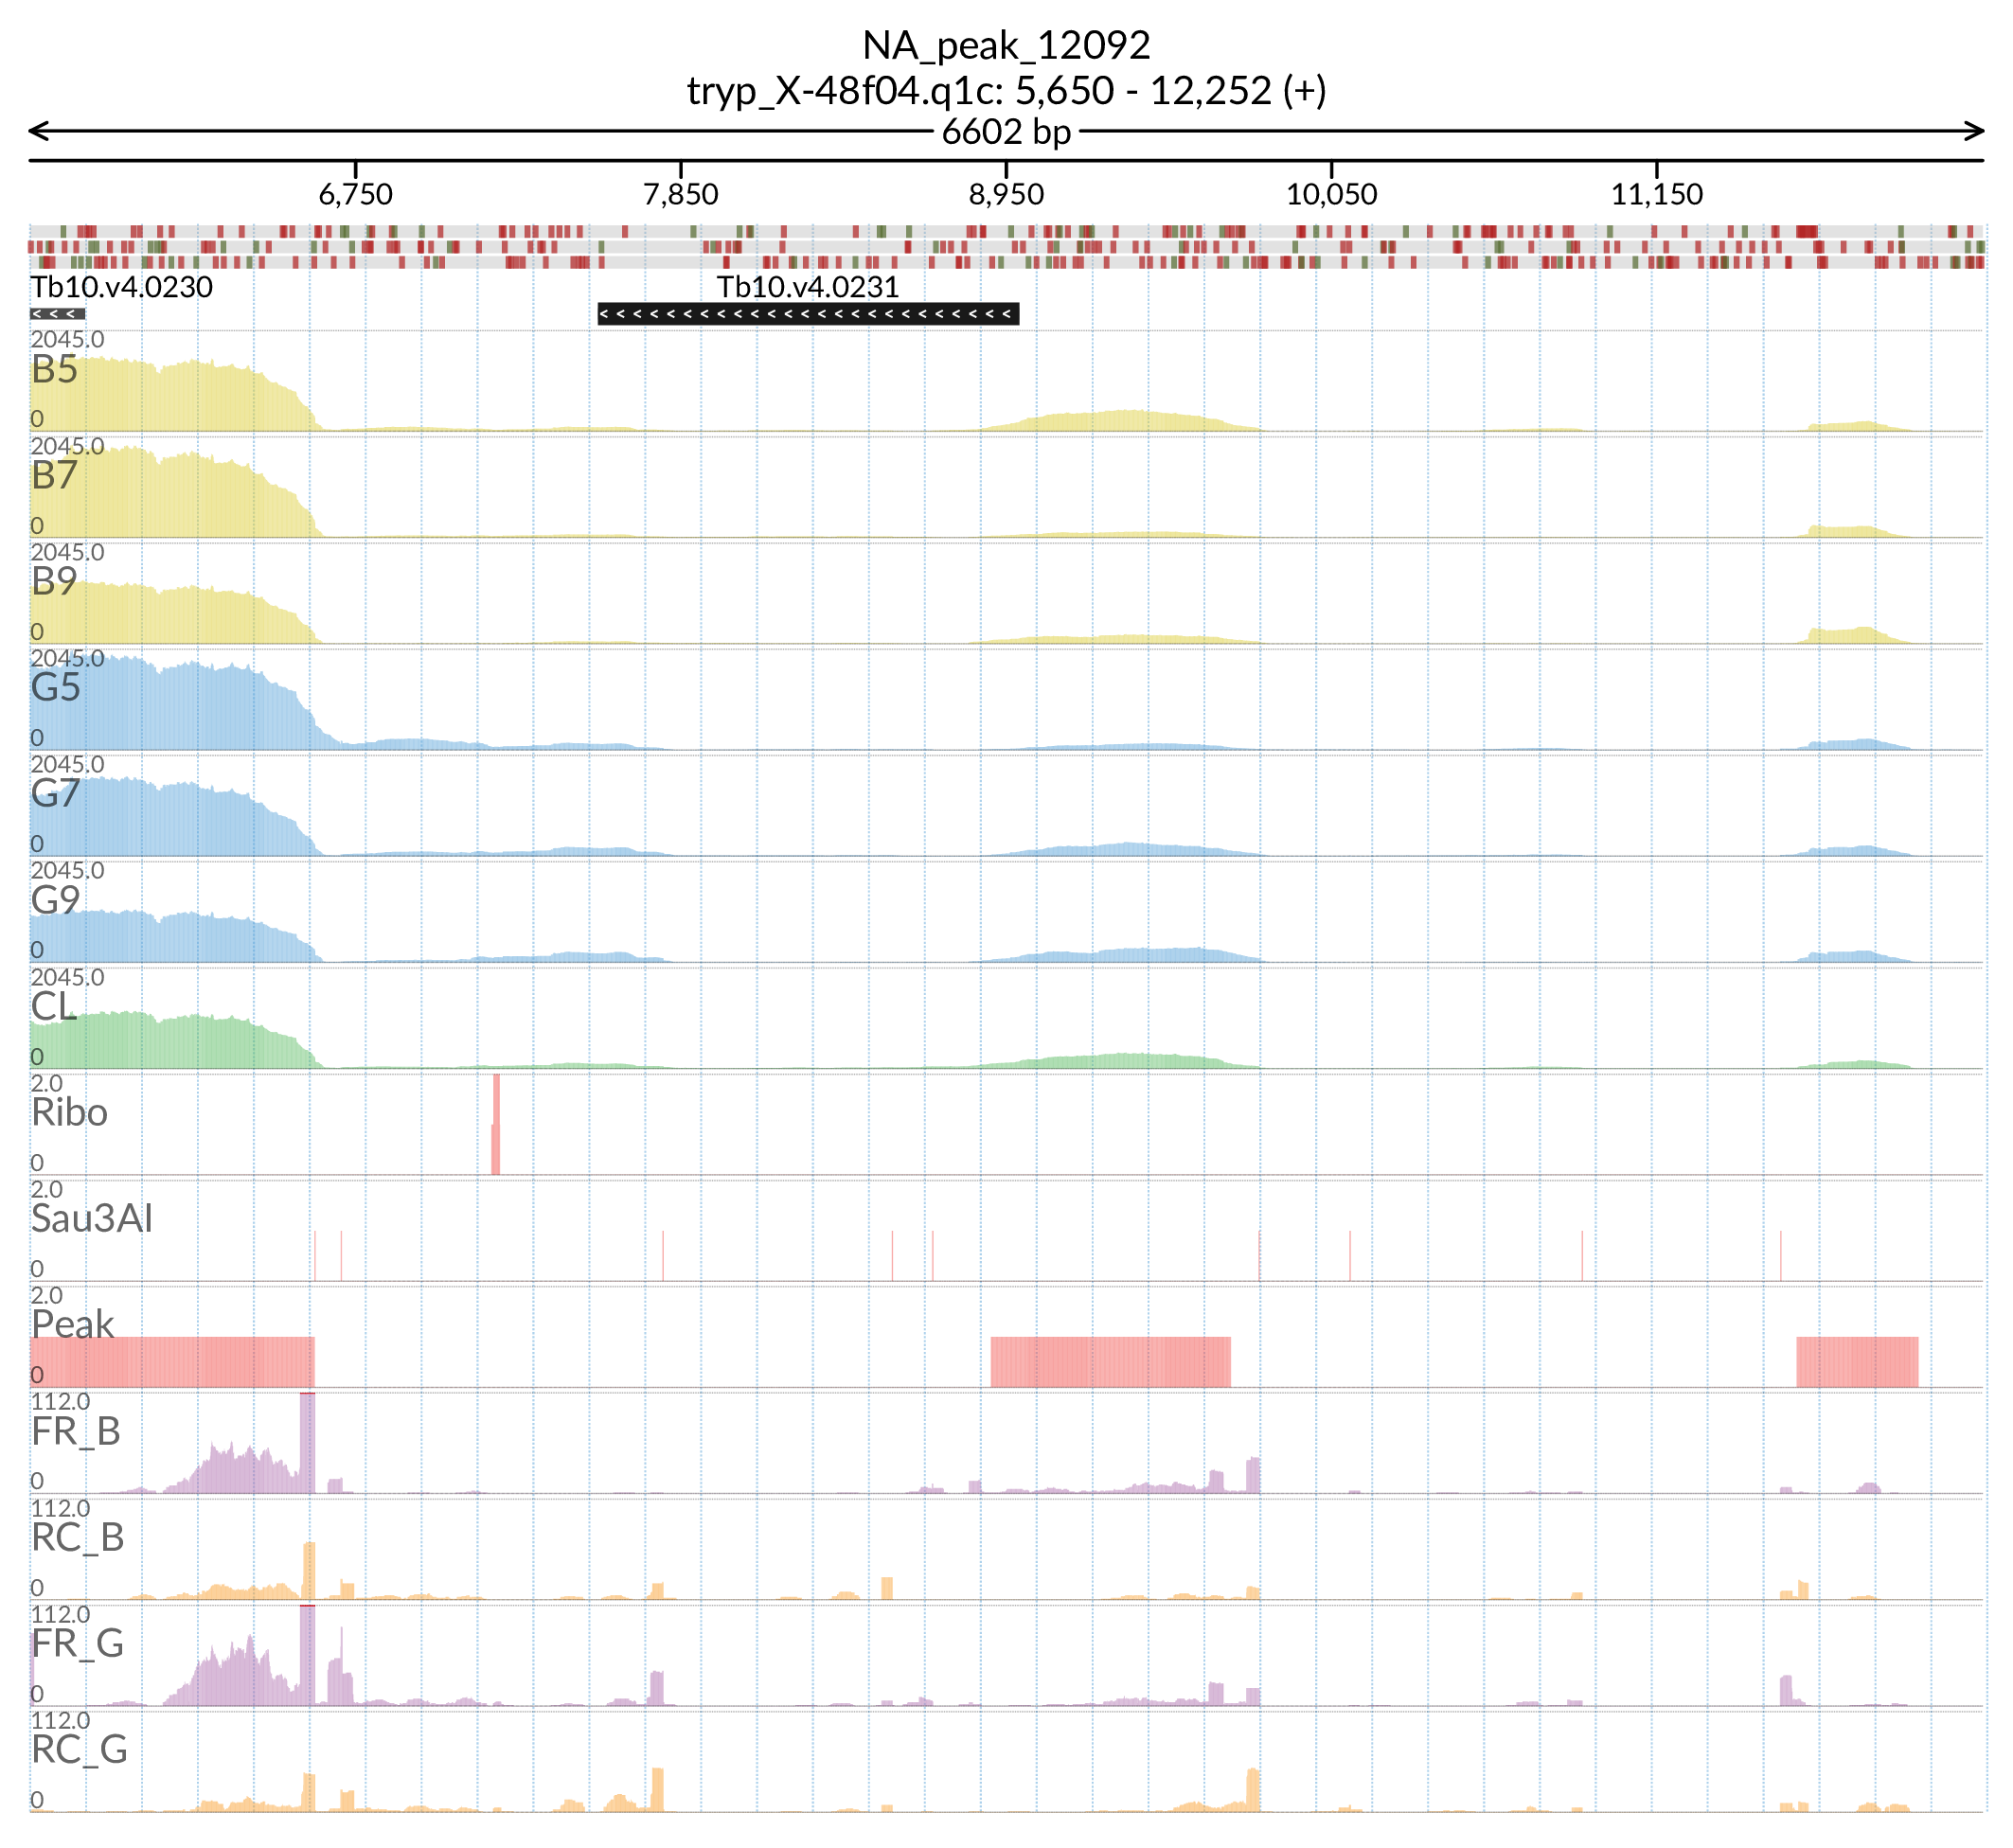 NA_peak_12092
tryp_X-48f04.q1c: 5,650 - 12,252 (+)
6602 bp
6,750 7,850 8,950 10,050 11,150
Tb10.v4.0230 Tb10.v4.0231
2045.0
B5
0
2045.0
B7
0
2045.0
B9
0
2045.0
G5
0
2045.0
G7
0
2045.0
G9
0
2045.0
CL
0
2.0
Ribo
0
2.0
Sau3AI
0
2.0
Peak
0
112.0
FR_B
0
112.0
RC_B
0
112.0
FR_G
0
112.0
RC_G
0